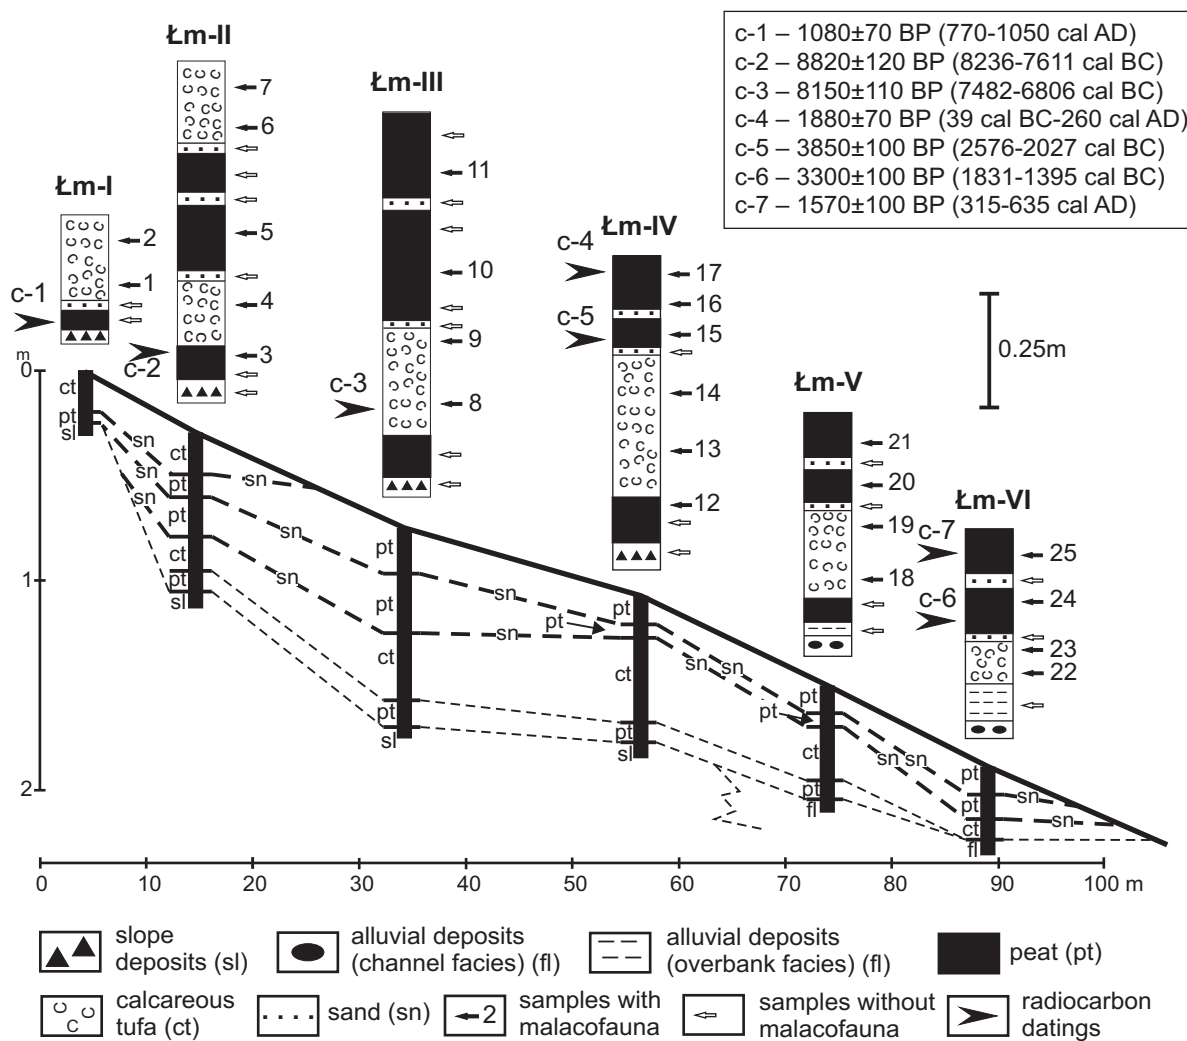 c-1 – 1080±70 BP (770-1050 cal AD)
c-2 – 8820±120 BP (8236-7611 cal BC)
c-3 – 8150±110 BP (7482-6806 cal BC)
c-4 – 1880±70 BP (39 cal BC-260 cal AD)
c-5 – 3850±100 BP (2576-2027 cal BC)
c-6 – 3300±100 BP (1831-1395 cal BC)
c-7 – 1570±100 BP (315-635 cal AD)
Łm-I
2
1
c-1
Łm-II
7
6
5
4
3
c-2
Łm-III
11
10
9
8
c-3
Łm-IV
c-4
17
16
c-5
15
14
13
12
0.25m
Łm-V
21
20
19
18
Łm-VI
c-7
25
24
c-6
23
22
m
0
1
2
ct
pt
sl
sn
sn
sn
ct
pt
pt
ct
pt
sl
sn
sn
sn
pt
pt
ct
pt
sl
sn
sn
pt
pt
ct
pt
sl
sn
sn
pt
pt
ct
pt
fl
sn
sn
pt
pt
ct
fl
sn
sn
0 10 20 30 40 50 60 70 80 90 100 m
slope
deposits (sl)
alluvial deposits
(channel facies) (fl)
alluvial deposits
(overbank facies) (fl)
peat (pt)
calcareous
tufa (ct)
sand (sn)
2
samples with
malacofauna
samples without
malacofauna
radiocarbon
datings